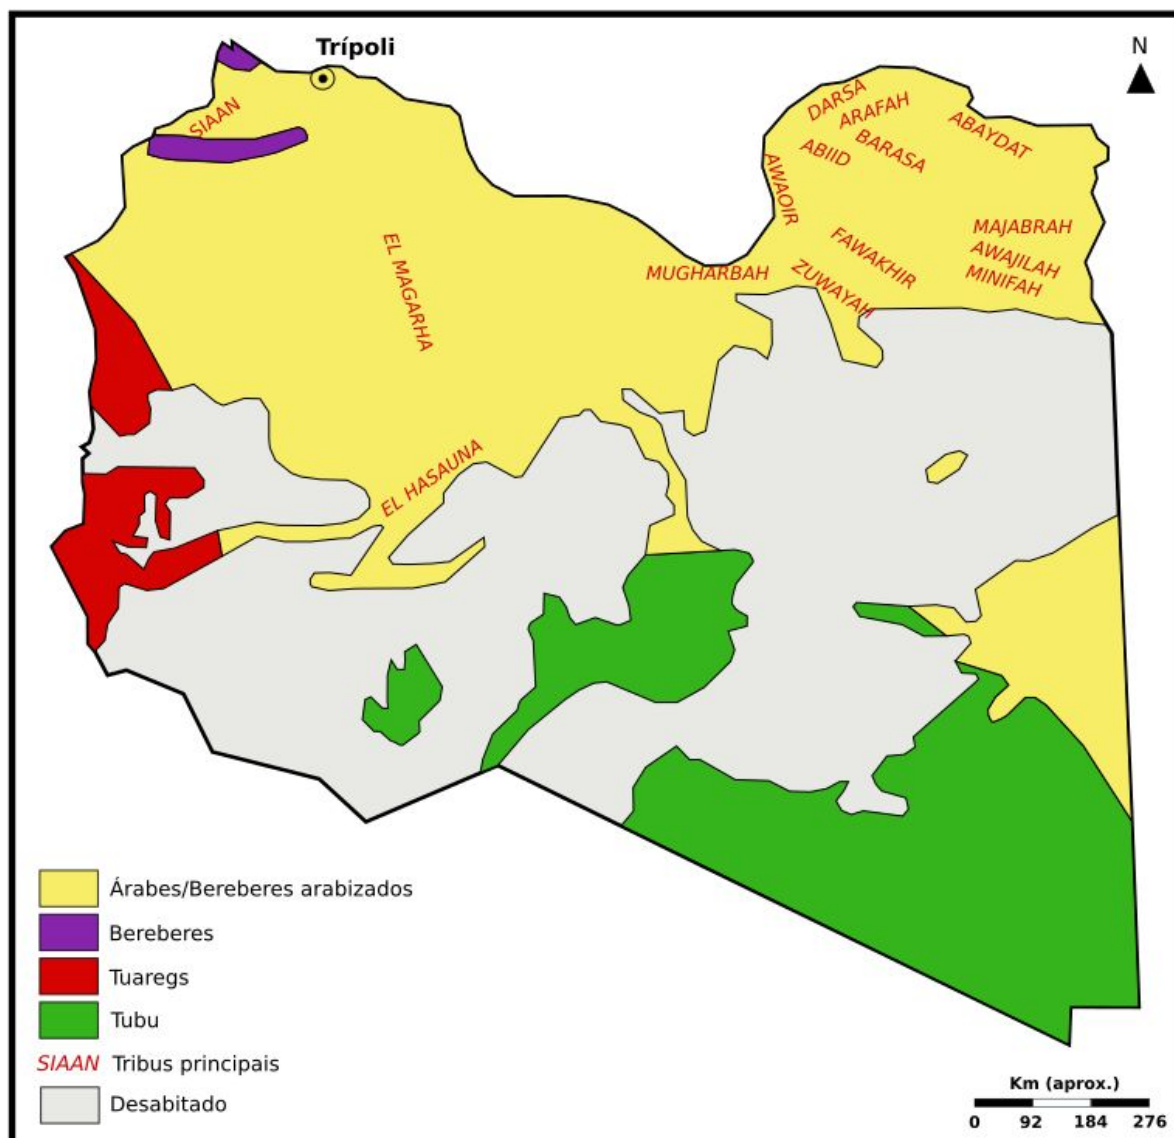 Trípoli
N
SIAAN
DARSA
ARAFAH
ABAYDAT
BARASA
ABIID
AWAOIR
MAJABRAH
FAWAKHIR
AWAJILAH
MINIFAH
EL MAGARHA
MUGHARBAH
ZUWAYAH
EL HASAUNA
Árabes/Bereberes arabizados
Bereberes
Tuaregs
Tubu
SIAAN Tribus principais
Desabitado
Km (aprox.)
0 92 184 276